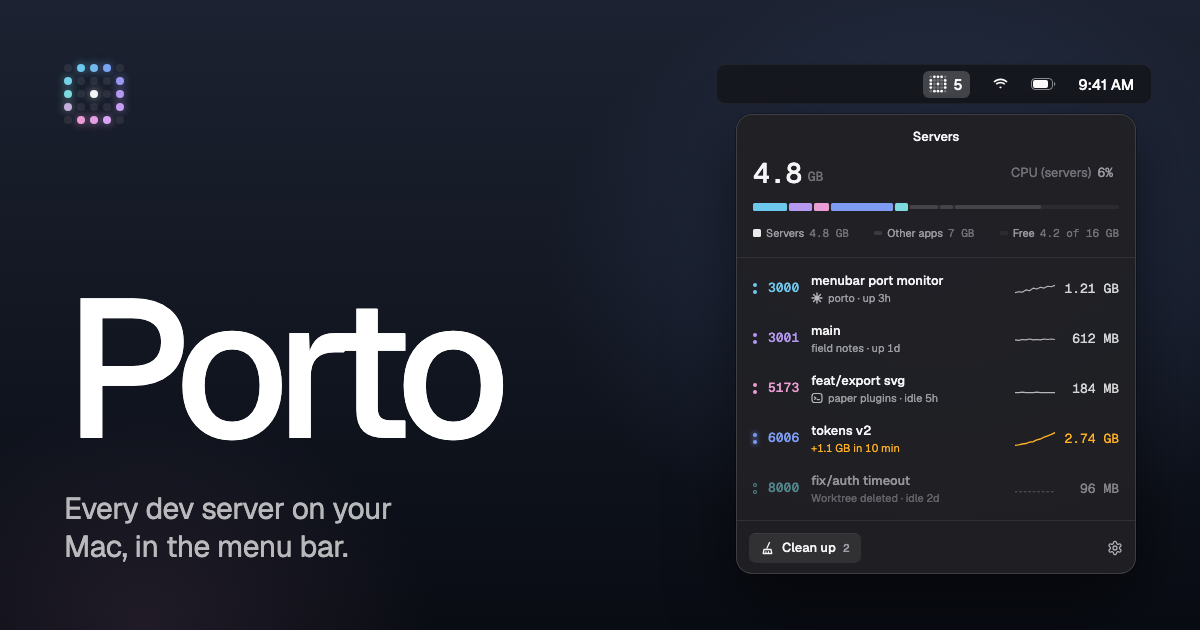 5 9:41 AM
Servers
4.8 GB CPU (servers) 6%
Servers 4.8 GB Other apps 7 GB Free 4.2 of 16 GB
3000 menubar port monitor 1.21 GB
porto · up 3h
3001 main 612 MB
field notes · up 1d
5173 feat/export svg 184 MB
paper plugins · idle 5h
6006 tokens v2 2.74 GB
+1.1 GB in 10 min
8000 fix/auth timeout 96 MB
Worktree deleted · idle 2d
Clean up 2
Porto
Every dev server on your
Mac, in the menu bar.